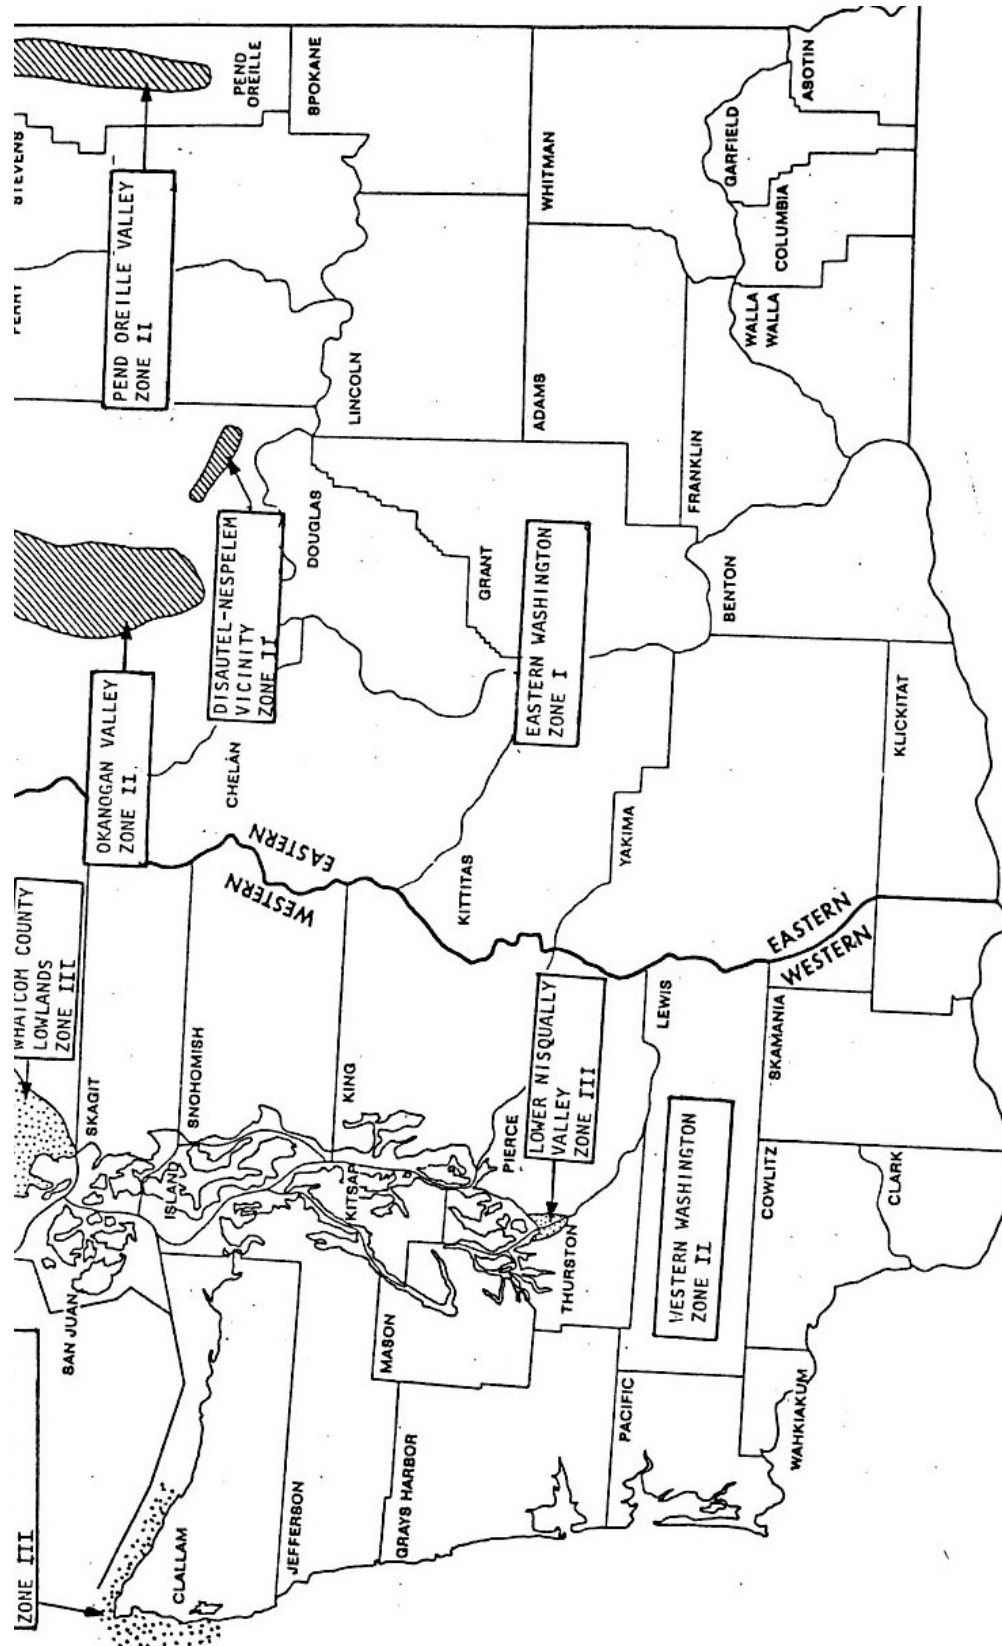 PEND OREILLE VALLEY
ZONE II
PEND
OREILLE
SPOKANE
STEVENS
FERRY
WHITMAN
ASOTIN
GARFIELD
COLUMBIA
WALLA
WALLA
LINCOLN
ADAMS
FRANKLIN
DOUGLAS
GRANT
BENTON
DISAUTEL-NESPELEM
VICINITY
ZONE II
EASTERN WASHINGTON
ZONE I
OKANOGAN VALLEY
ZONE II.
CHELAN
KITTITAS
YAKIMA
KLICKITAT
EASTERN
WESTERN
EASTERN
WESTERN
WHATCOM COUNTY
LOWLANDS
ZONE III
SKAGIT
SNOHOMISH
KING
PIERCE
LOWER NISQUALLY
VALLEY
ZONE III
LEWIS
SKAMANIA
ISLAND
KITSAP
THURSTON
WESTERN WASHINGTON
ZONE II
COWLITZ
CLARK
SAN JUAN
MASON
PACIFIC
WAHKIAKUM
ZONE III
CLALLAM
JEFFERSON
GRAYS HARBOR